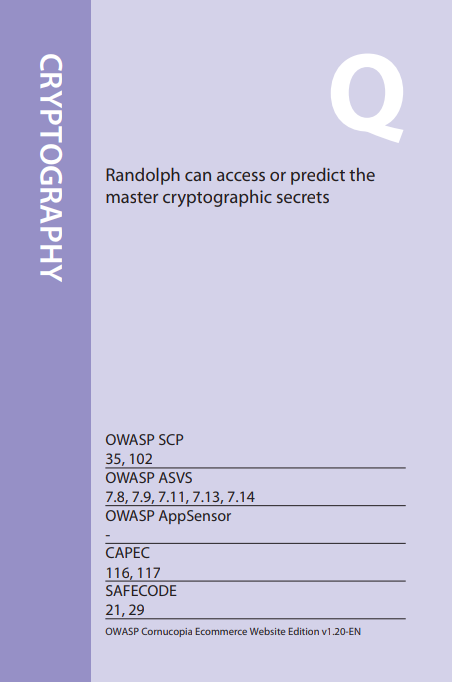 CRYPTOGRAPHY
Q
Randolph can access or predict the
master cryptographic secrets
OWASP SCP
35, 102
OWASP ASVS
7.8, 7.9, 7.11, 7.13, 7.14
OWASP AppSensor
-
CAPEC
116, 117
SAFECODE
21, 29
OWASP Cornucopia Ecommerce Website Edition v1.20-EN